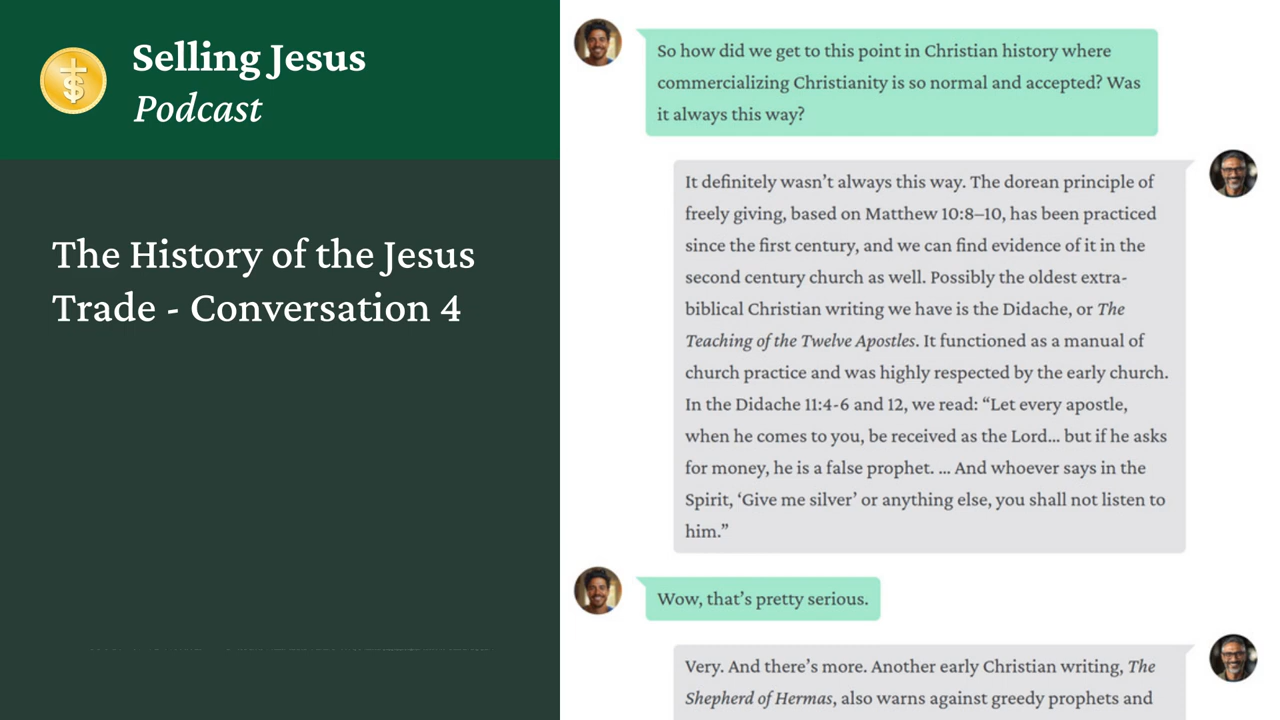 Selling Jesus
Podcast
The History of the Jesus
Trade - Conversation 4
So how did we get to this point in Christian history where
commercializing Christianity is so normal and accepted? Was
it always this way?
It definitely wasn’t always this way. The dorean principle of
freely giving, based on Matthew 10:8–10, has been practiced
since the first century, and we can find evidence of it in the
second century church as well. Possibly the oldest extra-
biblical Christian writing we have is the Didache, or The
Teaching of the Twelve Apostles. It functioned as a manual of
church practice and was highly respected by the early church.
In the Didache 11:4-6 and 12, we read: “Let every apostle,
when he comes to you, be received as the Lord… but if he asks
for money, he is a false prophet. … And whoever says in the
Spirit, ‘Give me silver’ or anything else, you shall not listen to
him.”
Wow, that’s pretty serious.
Very. And there’s more. Another early Christian writing, The
Shepherd of Hermas, also warns against greedy prophets and